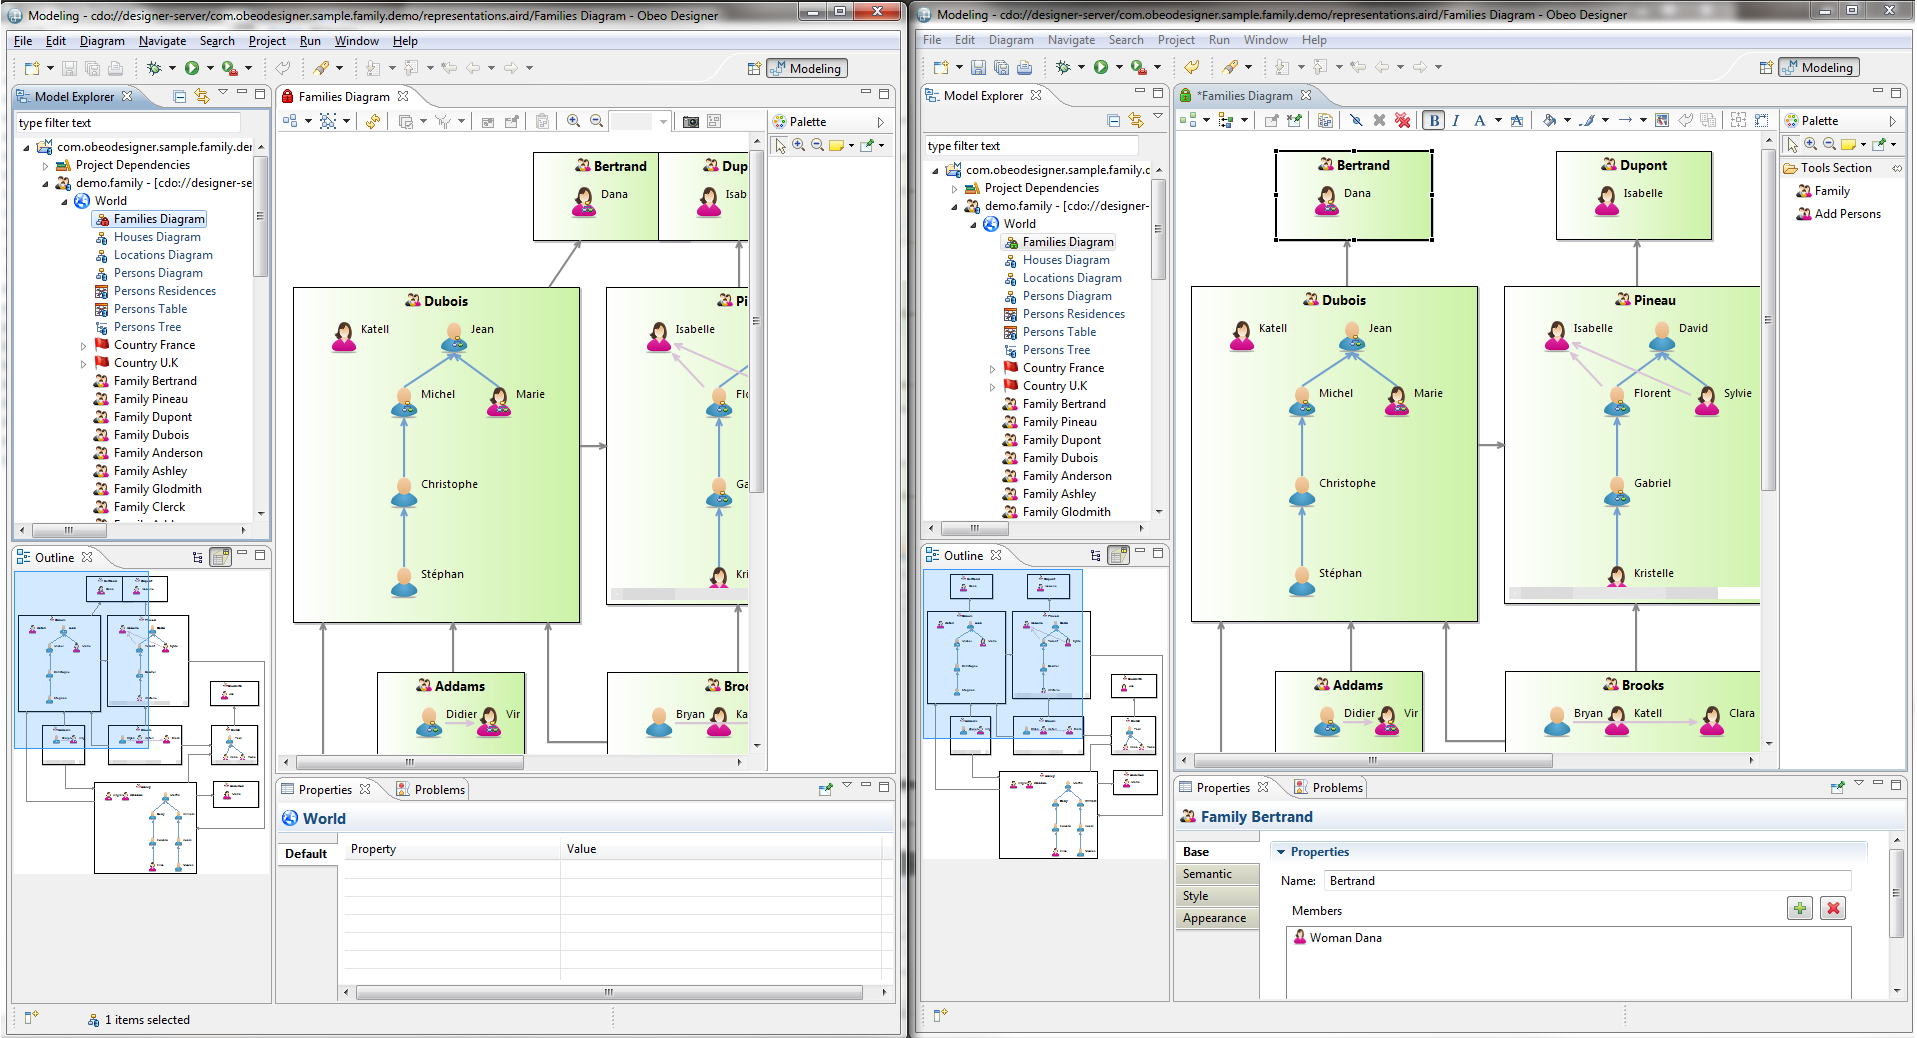 Modeling - cdo://designer-server/com.obeodesigner.sample.family.demo/representations.aird/Families Diagram - Obeo Designer
File Edit Diagram Navigate Search Project Run Window Help
Modeling
Model Explorer
type filter text
com.obeodesigner.sample.family.der
Project Dependencies
demo.family - [cdo://designer-se
World
Families Diagram
Houses Diagram
Locations Diagram
Persons Diagram
Persons Residences
Persons Table
Persons Tree
Country France
Country U.K
Family Bertrand
Family Pineau
Family Dupont
Family Dubois
Family Anderson
Family Ashley
Family Glodmith
Family Clerck
Outline
Families Diagram
Palette
Bertrand
Dana
Dup
Isab
Dubois
Katell
Jean
Michel
Marie
Christophe
Stéphan
Pi
Isabelle
Flo
Ga
Kri
Addams
Didier
Vir
Broo
Bryan
Ka
Properties
Problems
World
Default
Property Value
1 items selected
Modeling - cdo://designer-server/com.obeodesigner.sample.family.demo/representations.aird/Families Diagram - Obeo Designer
File Edit Diagram Navigate Search Project Run Window Help
Modeling
Model Explorer
type filter text
com.obeodesigner.sample.family.c
Project Dependencies
demo.family - [cdo://designer-
World
Families Diagram
Houses Diagram
Locations Diagram
Persons Diagram
Persons Residences
Persons Table
Persons Tree
Country France
Country U.K
Family Bertrand
Family Pineau
Family Dupont
Family Dubois
Family Anderson
Family Ashley
Family Glodmith
Outline
*Families Diagram
B I A A
Palette
Tools Section
Family
Add Persons
Bertrand
Dana
Dupont
Isabelle
Dubois
Katell
Jean
Michel
Marie
Christophe
Stéphan
Pineau
Isabelle
David
Florent
Sylvie
Gabriel
Kristelle
Addams
Didier
Vir
Brooks
Bryan
Katell
Clara
Properties
Problems
Family Bertrand
Base
Semantic
Style
Appearance
Properties
Name: Bertrand
Members
Woman Dana